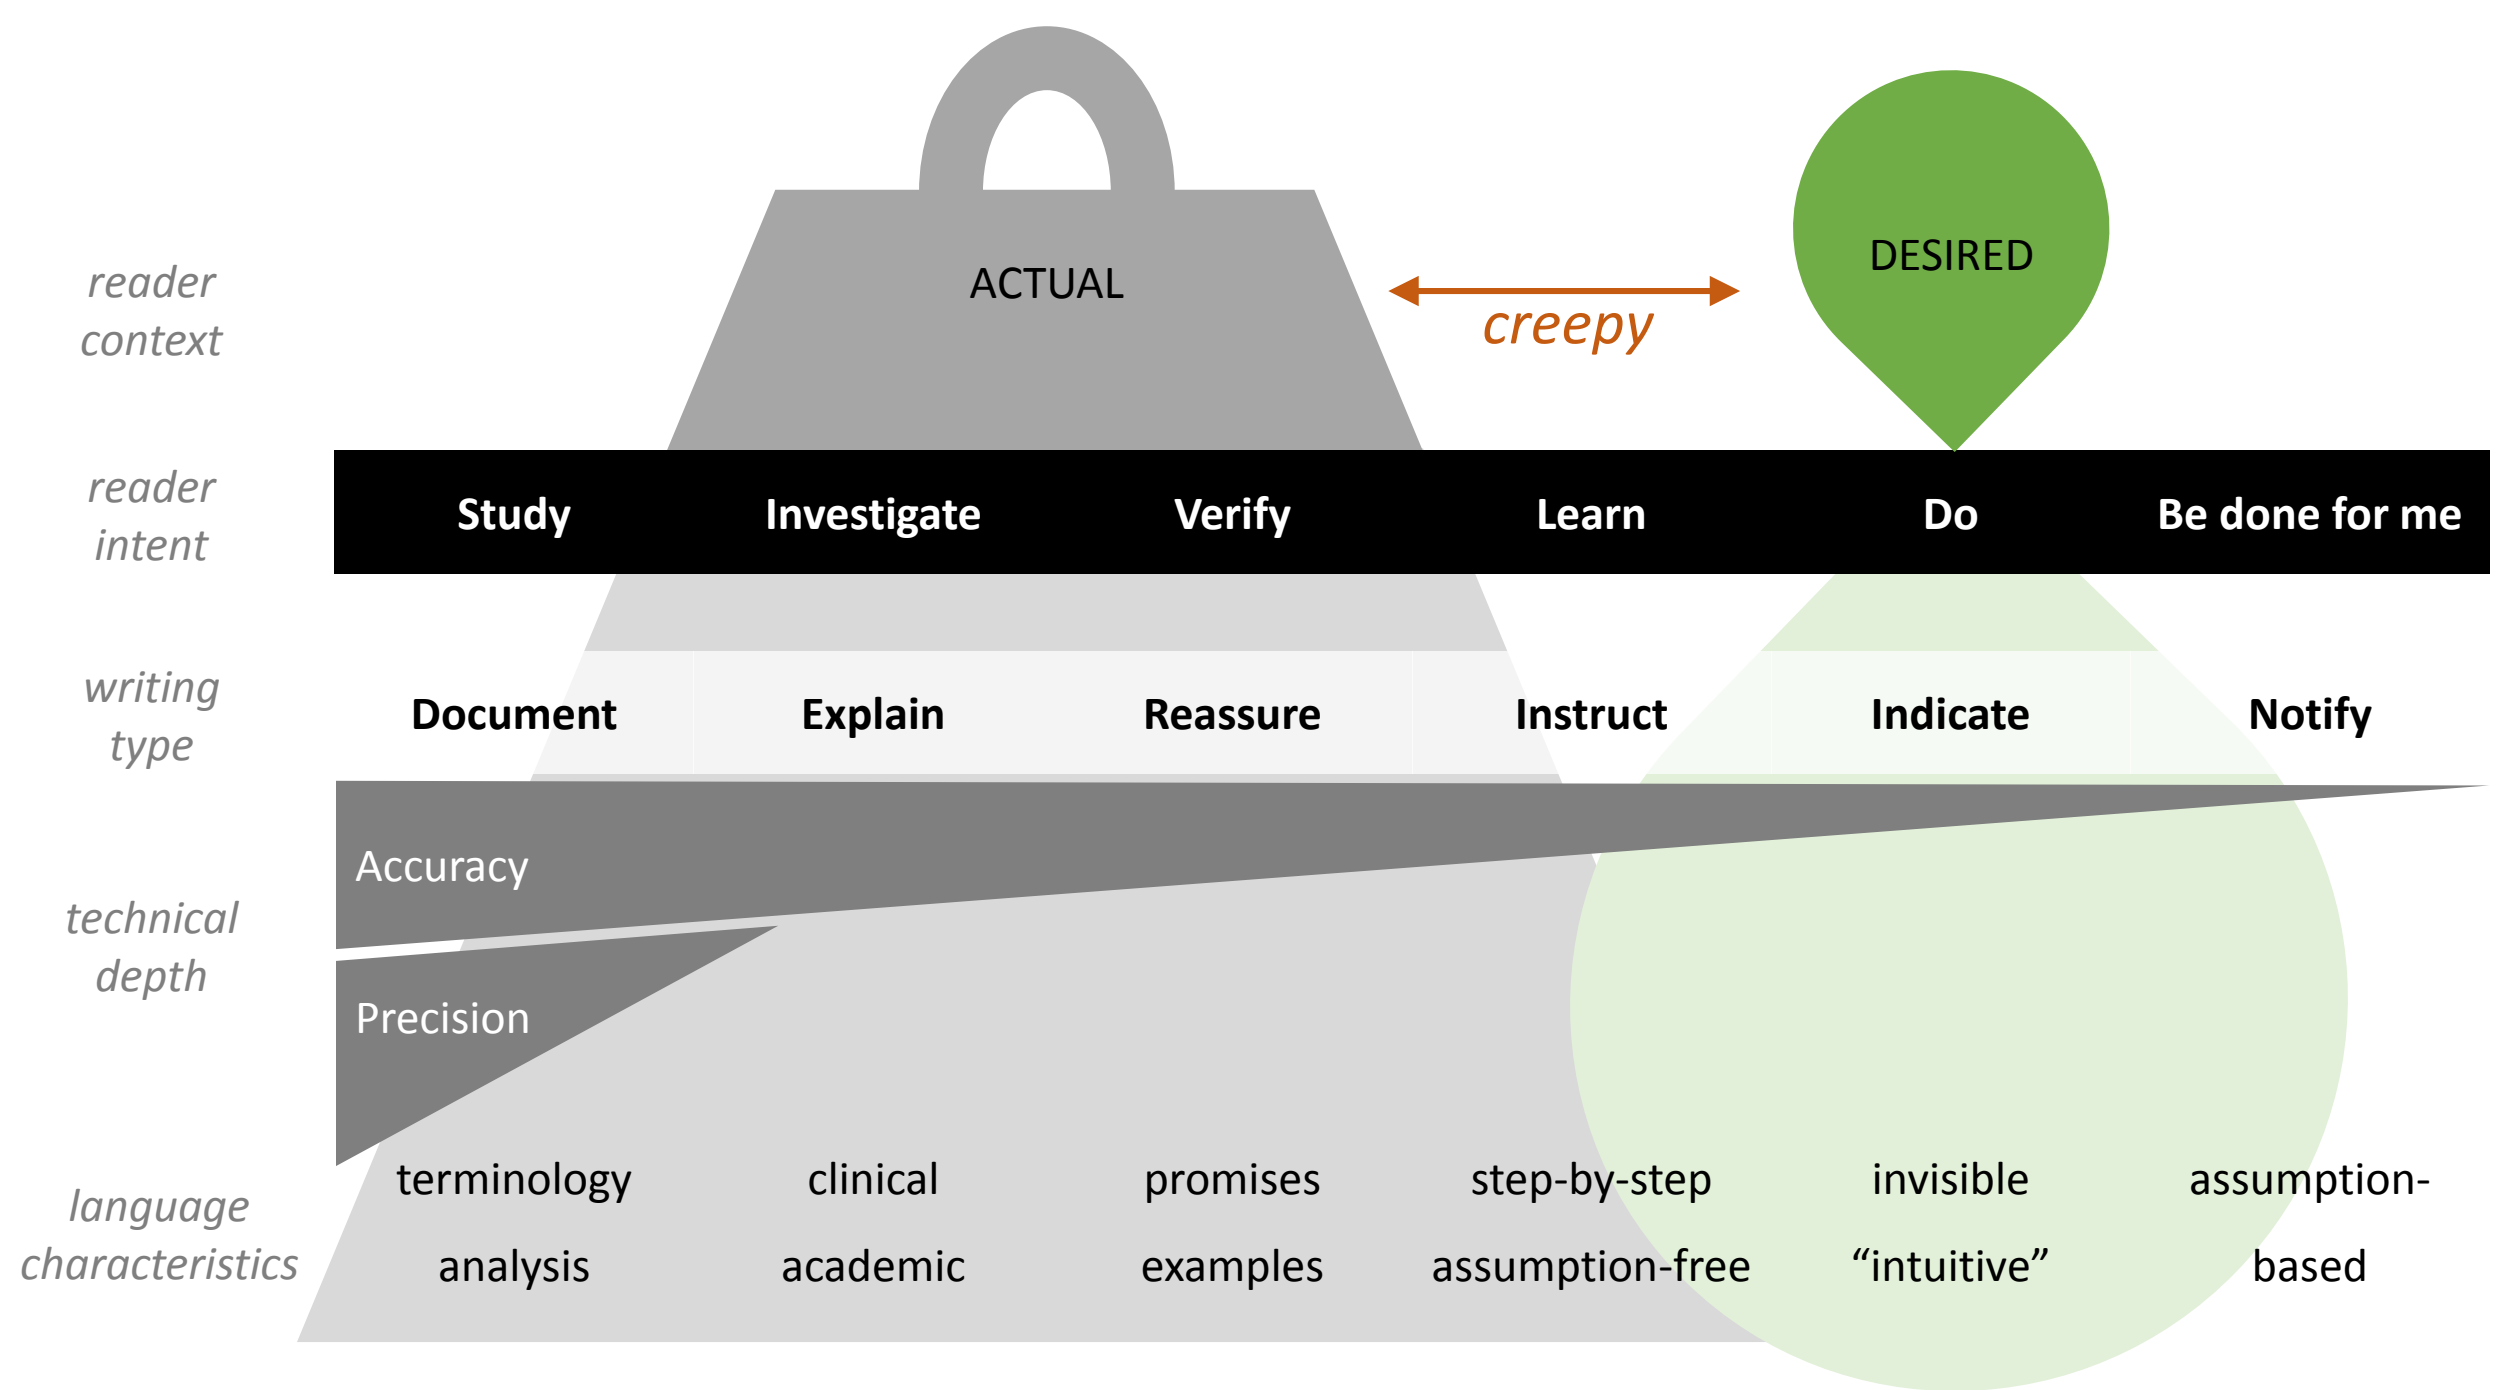 ACTUAL
DESIRED
creepy
reader
context
reader
intent
Study Investigate Verify Learn Do Be done for me
writing
type
Document Explain Reassure Instruct Indicate Notify
technical
depth
Accuracy
Precision
language
characteristics
terminology clinical promises step-by-step invisible assumption-
analysis academic examples assumption-free “intuitive” based